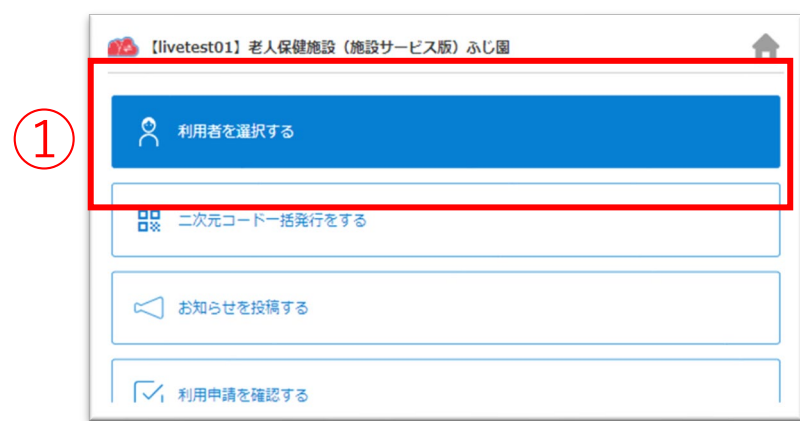 【livetest01】老人保健施設（施設サービス版）ふじ園
①
利用者を選択する
二次元コード一括発行をする
お知らせを投稿する
利用申請を確認する